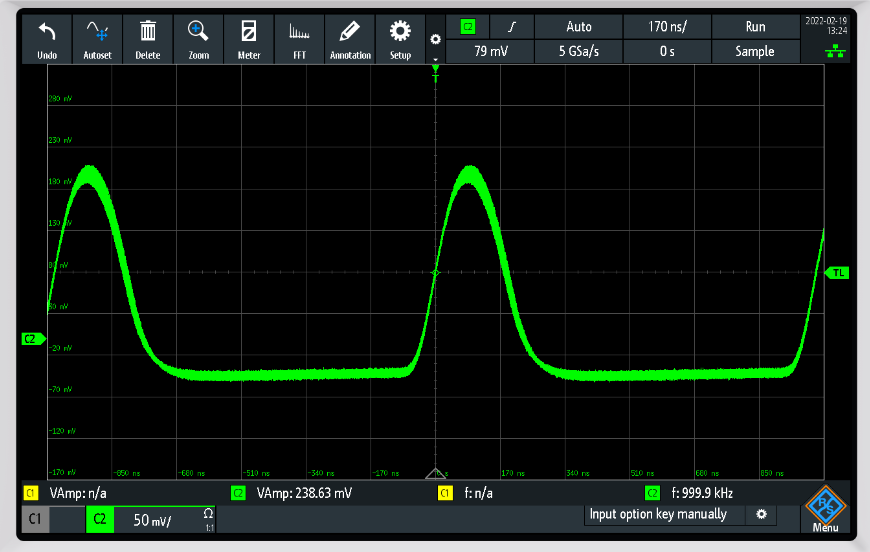 Undo Autoset Delete Zoom Meter FFT Annotation Setup
C2 Auto 170 ns/ Run
79 mV 5 GSa/s 0 s Sample
2022-02-19
13:24
T
280 mV
230 mV
180 mV
130 mV
80 mV
TL
30 mV
C2
-20 mV
-70 mV
-120 mV
-170 mV -850 ns -680 ns -510 ns -340 ns -170 ns 0 s 170 ns 340 ns 510 ns 680 ns 850 ns
C1 VAmp: n/a C2 VAmp: 238.63 mV C1 f: n/a C2 f: 999.9 kHz
C1 C2 50 mV/ Ω 1:1 Input option key manually
Menu